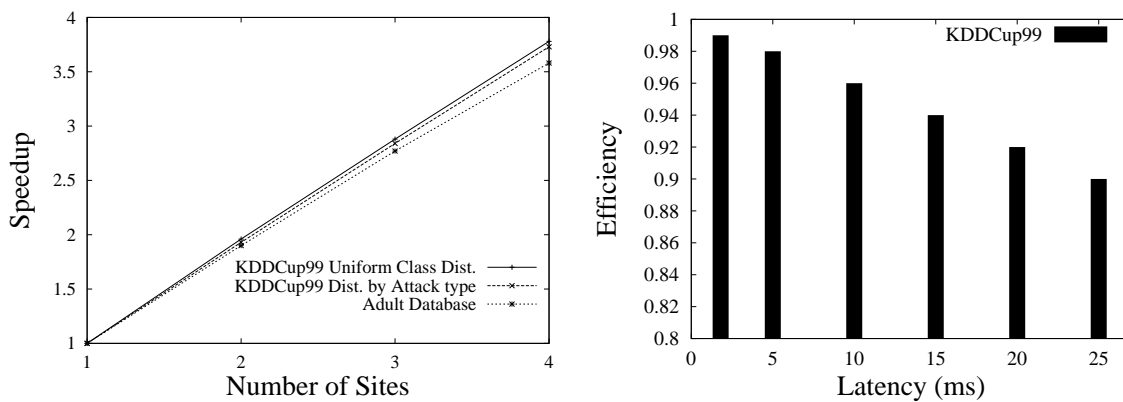 4
3.5
3
2.5
2
1.5
1
Speedup
KDDCup99 Uniform Class Dist.
KDDCup99 Dist. by Attack type
Adult Database
1 2 3 4
Number of Sites
1
0.98
0.96
0.94
0.92
0.9
0.88
0.86
0.84
0.82
0.8
Efficiency
KDDCup99
0 5 10 15 20 25
Latency (ms)